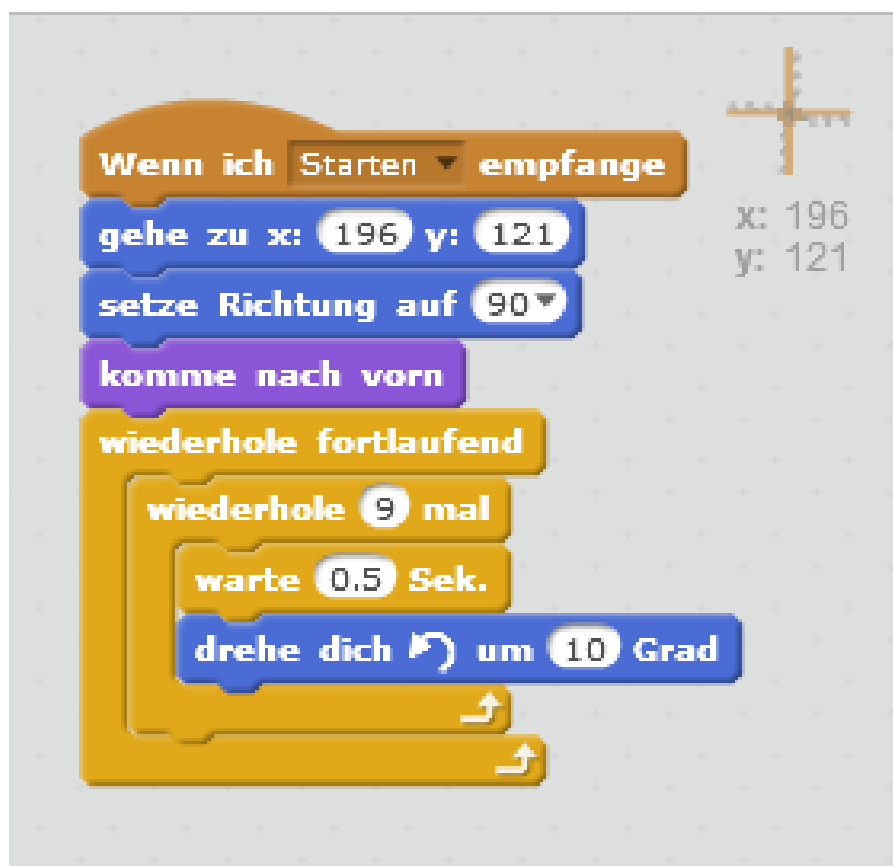 Wenn ich Starten empfange
gehe zu x: 196 y: 121
x: 196
y: 121
setze Richtung auf 90
komme nach vorn
wiederhole fortlaufend
wiederhole 9 mal
warte 0.5 Sek.
drehe dich um 10 Grad